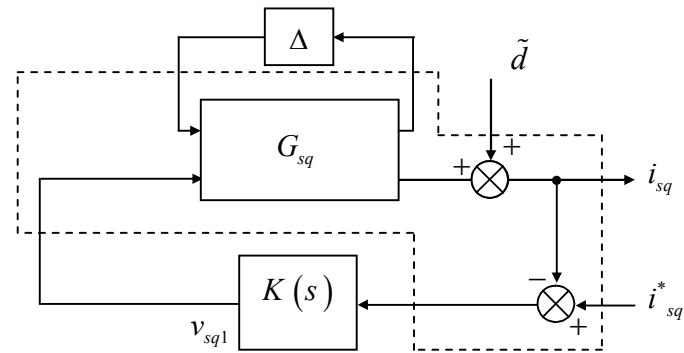 Δ
d̃
G_sq
+
+
i_sq
K(s)
−
+
i*_sq
v_sq1